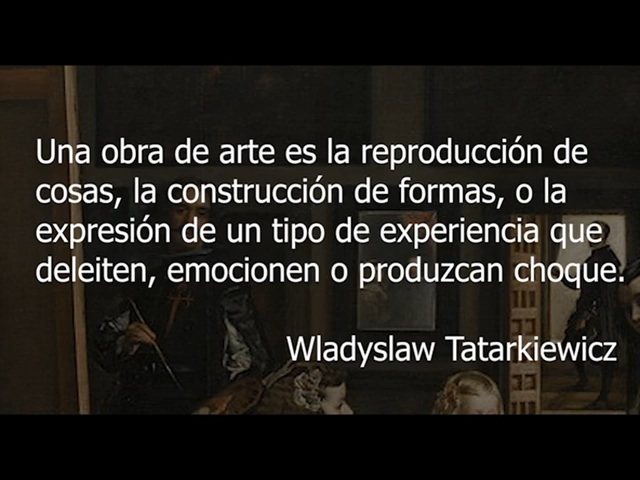 Una obra de arte es la reproducción de
cosas, la construcción de formas, o la
expresión de un tipo de experiencia que
deleiten, emocionen o produzcan choque.
Wladyslaw Tatarkiewicz